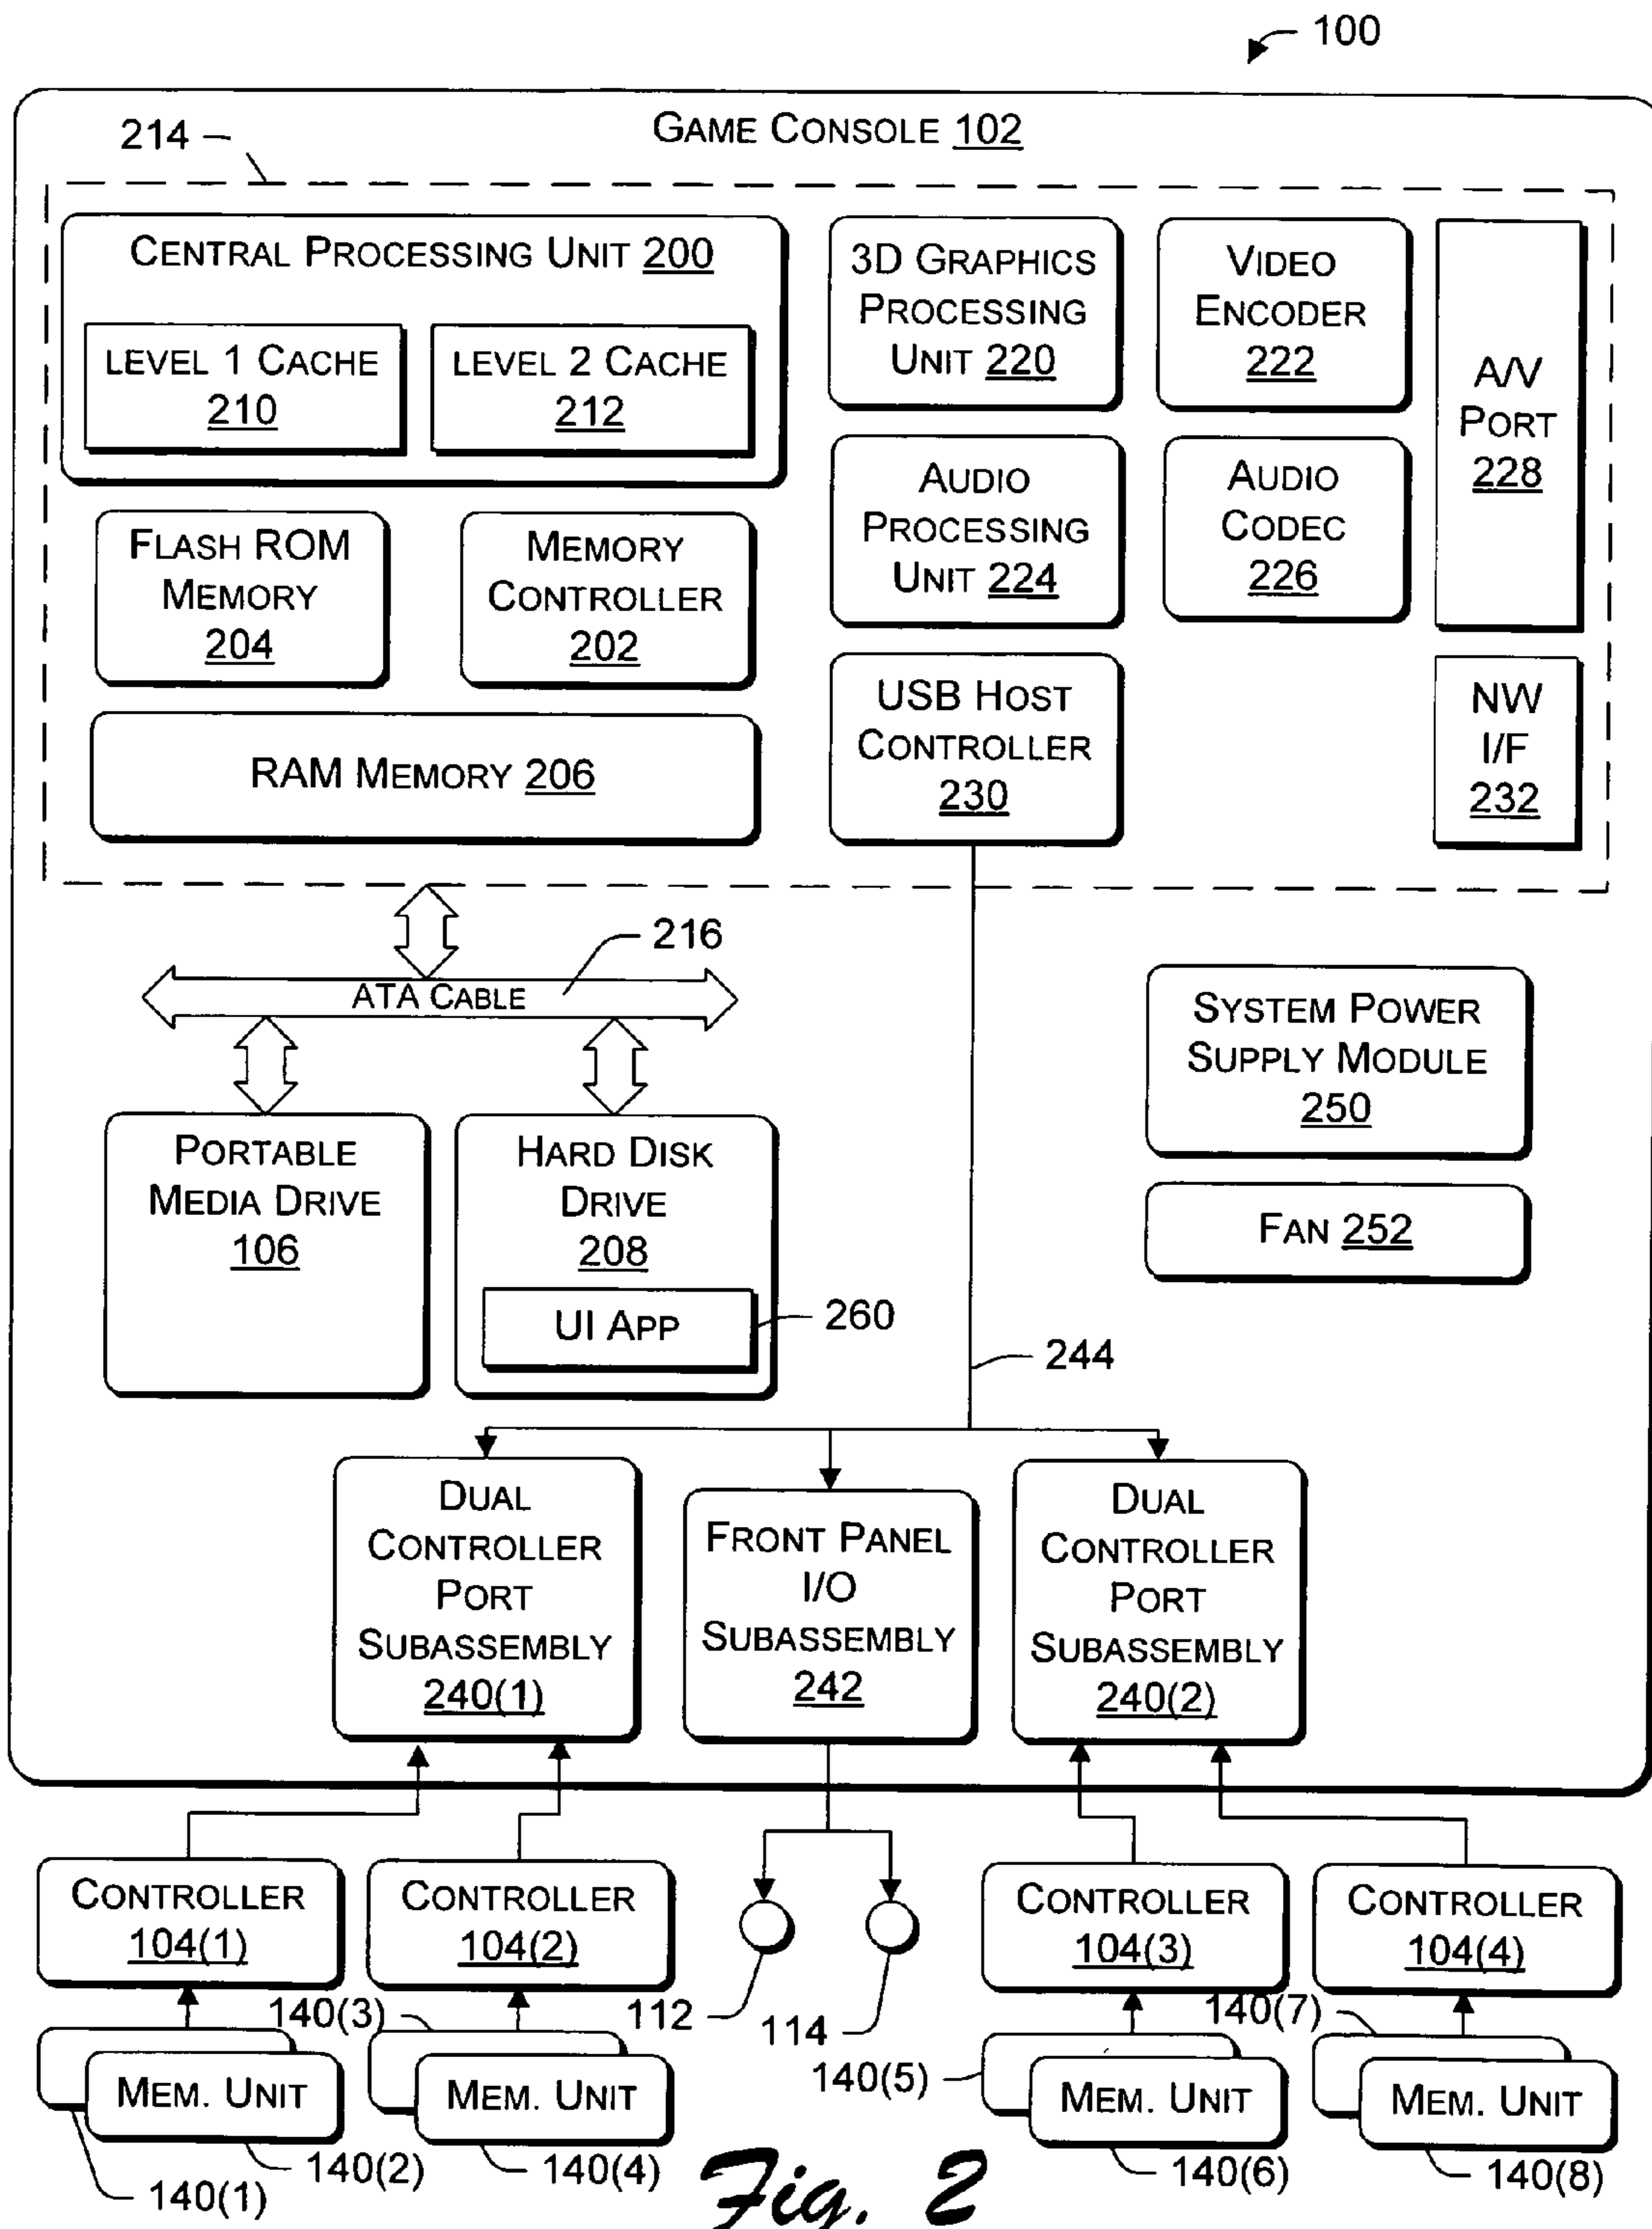 100
GAME CONSOLE 102
214
CENTRAL PROCESSING UNIT 200
LEVEL 1 CACHE
210
LEVEL 2 CACHE
212
3D GRAPHICS
PROCESSING
UNIT 220
VIDEO
ENCODER
222
A/V
PORT
228
AUDIO
PROCESSING
UNIT 224
AUDIO
CODEC
226
FLASH ROM
MEMORY
204
MEMORY
CONTROLLER
202
USB HOST
CONTROLLER
230
NW
I/F
232
RAM MEMORY 206
216
ATA CABLE
SYSTEM POWER
SUPPLY MODULE
250
PORTABLE
MEDIA DRIVE
106
HARD DISK
DRIVE
208
UI APP
260
FAN 252
244
DUAL
CONTROLLER
PORT
SUBASSEMBLY
240(1)
FRONT PANEL
I/O
SUBASSEMBLY
242
DUAL
CONTROLLER
PORT
SUBASSEMBLY
240(2)
CONTROLLER
104(1)
CONTROLLER
104(2)
CONTROLLER
104(3)
CONTROLLER
104(4)
140(3)
112
114
140(7)
140(5)
MEM. UNIT
MEM. UNIT
MEM. UNIT
MEM. UNIT
140(1)
140(2)
140(4)
140(6)
140(8)
Fig. 2